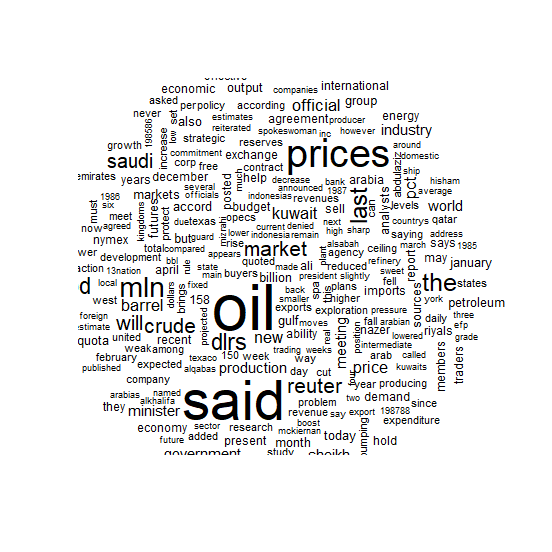 economic output companies international
asked per policy according official group
never set also estimates agreement producer energy
198586 reiterated spokeswoman inc however industry
growth increase low strategic reserves prices around
saudi commitment corp free exchange contract domestic
emirates years december posted much help decrease bank arabia pct abdulaziz ship hisham
1986 markets several officials announced 1987 last can analysts levels average
must six kingdoms futures accord indonesias revenues world
meet due texas budget opecs kuwait sell countrys qatar
now agreed but mizrahi guard lower current denied next
nymex total compared rise indonesia remain high sharp saying address
development appears quoted market alsabah agency ceiling report march says 1985
13nation april bbl rule state made ali plant reduced refinery may january
main buyers billion president slightly sweet
local mln dollars brings fixed oil back spa this plans fell imports the states
west barrel 158 smaller exports higher sources york petroleum
foreign will crude projected gulf moves exploration pressure daily three
estimate dlrs new ability real meeting position fall arabian riyals efp
quota united recent nazer lowered grade
february weak among texaco 150 week trading weeks intermediate
published expected alqabas production way price arab called members traders
company day cut four kuwaits
arabias named said reuter year producing
they alkhalifa minister problem two demand since
revenue say export 198788 expenditure
economy sector research boost
future added present mckiernan today hold
month
government study sheikh